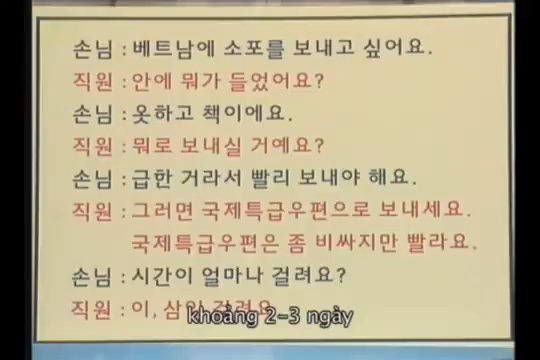 손님 : 베트남에 소포를 보내고 싶어요.
직원 : 안에 뭐가 들었어요?
손님 : 옷하고 책이에요.
직원 : 뭐로 보내실 거예요?
손님 : 급한 거라서 빨리 보내야 해요.
직원 : 그러면 국제특급우편으로 보내세요.
국제특급우편은 좀 비싸지만 빨라요.
손님 : 시간이 얼마나 걸려요?
직원 : 이, 삼일 걸려요.
khoảng 2-3 ngày